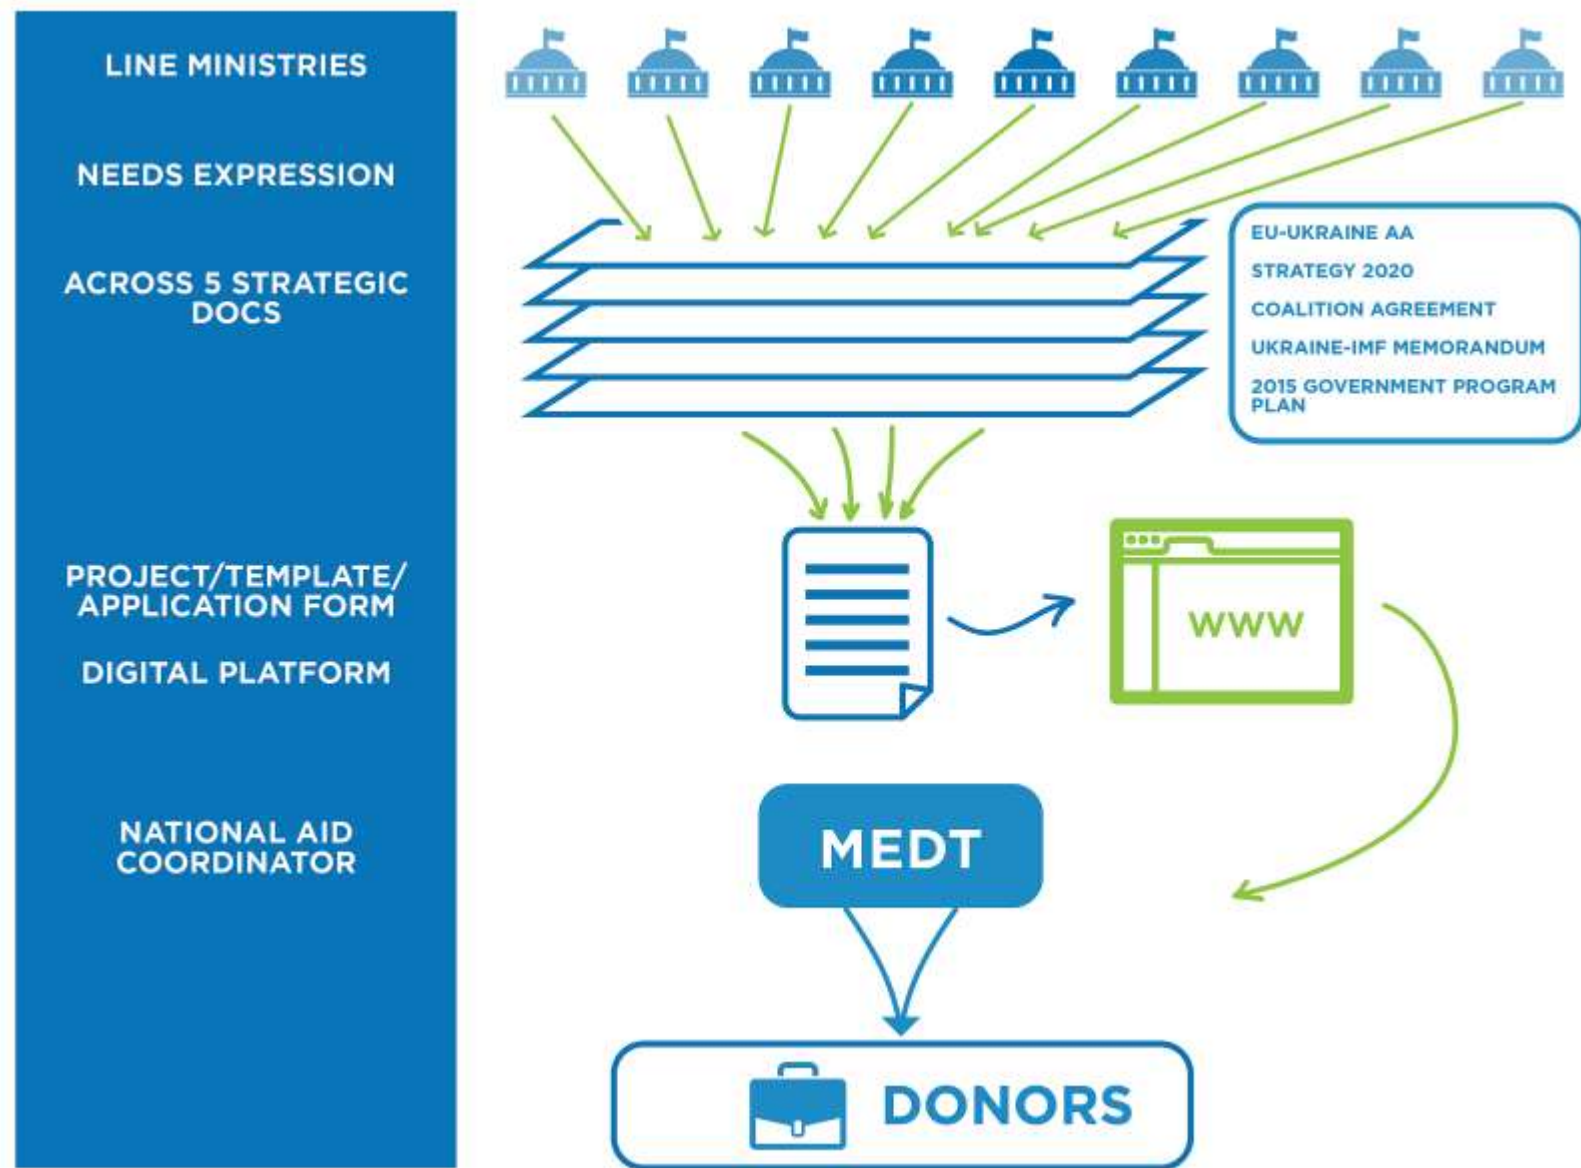 LINE MINISTRIES
NEEDS EXPRESSION
ACROSS 5 STRATEGIC
DOCS
EU-UKRAINE AA
STRATEGY 2020
COALITION AGREEMENT
UKRAINE-IMF MEMORANDUM
2015 GOVERNMENT PROGRAM
PLAN
PROJECT/TEMPLATE/
APPLICATION FORM
DIGITAL PLATFORM
WWW
NATIONAL AID
COORDINATOR
MEDT
DONORS